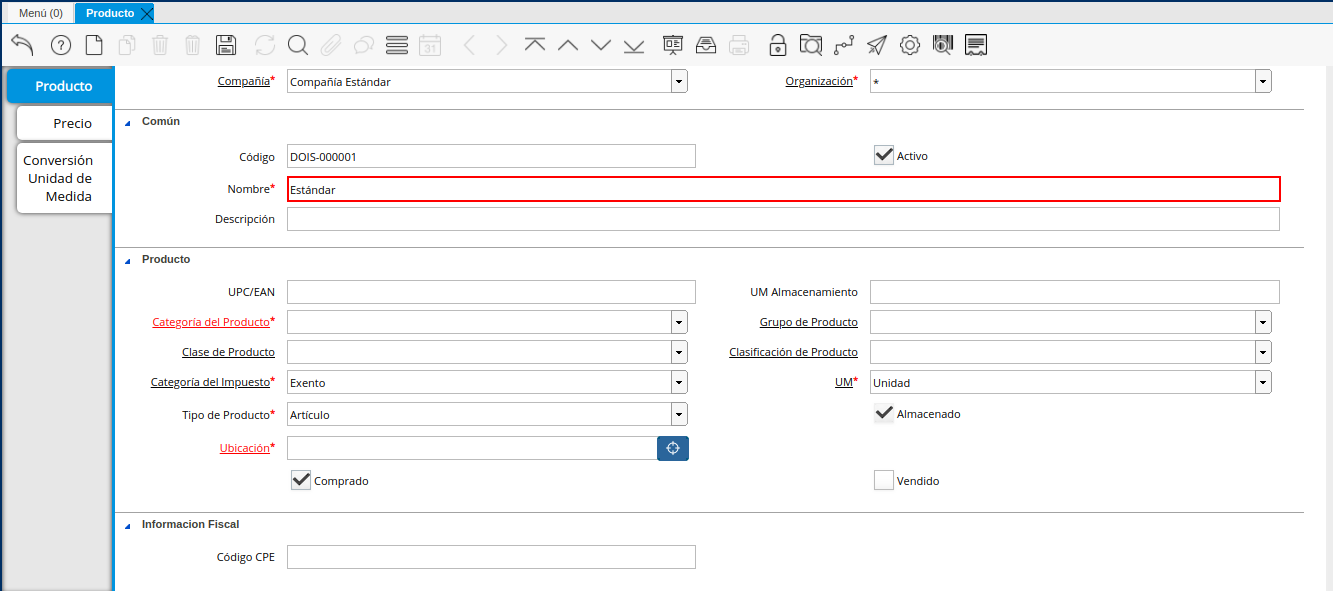 Menú (0) Producto
31
Producto
Precio
Conversión
Unidad de
Medida
Compañía* Compañía Estándar Organización* *
Común
Código DOIS-000001 Activo
Nombre* Estándar
Descripción
Producto
UPC/EAN UM Almacenamiento
Categoría del Producto* Grupo de Producto
Clase de Producto Clasificación de Producto
Categoría del Impuesto* Exento UM* Unidad
Tipo de Producto* Artículo Almacenado
Ubicación*
Comprado Vendido
Informacion Fiscal
Código CPE